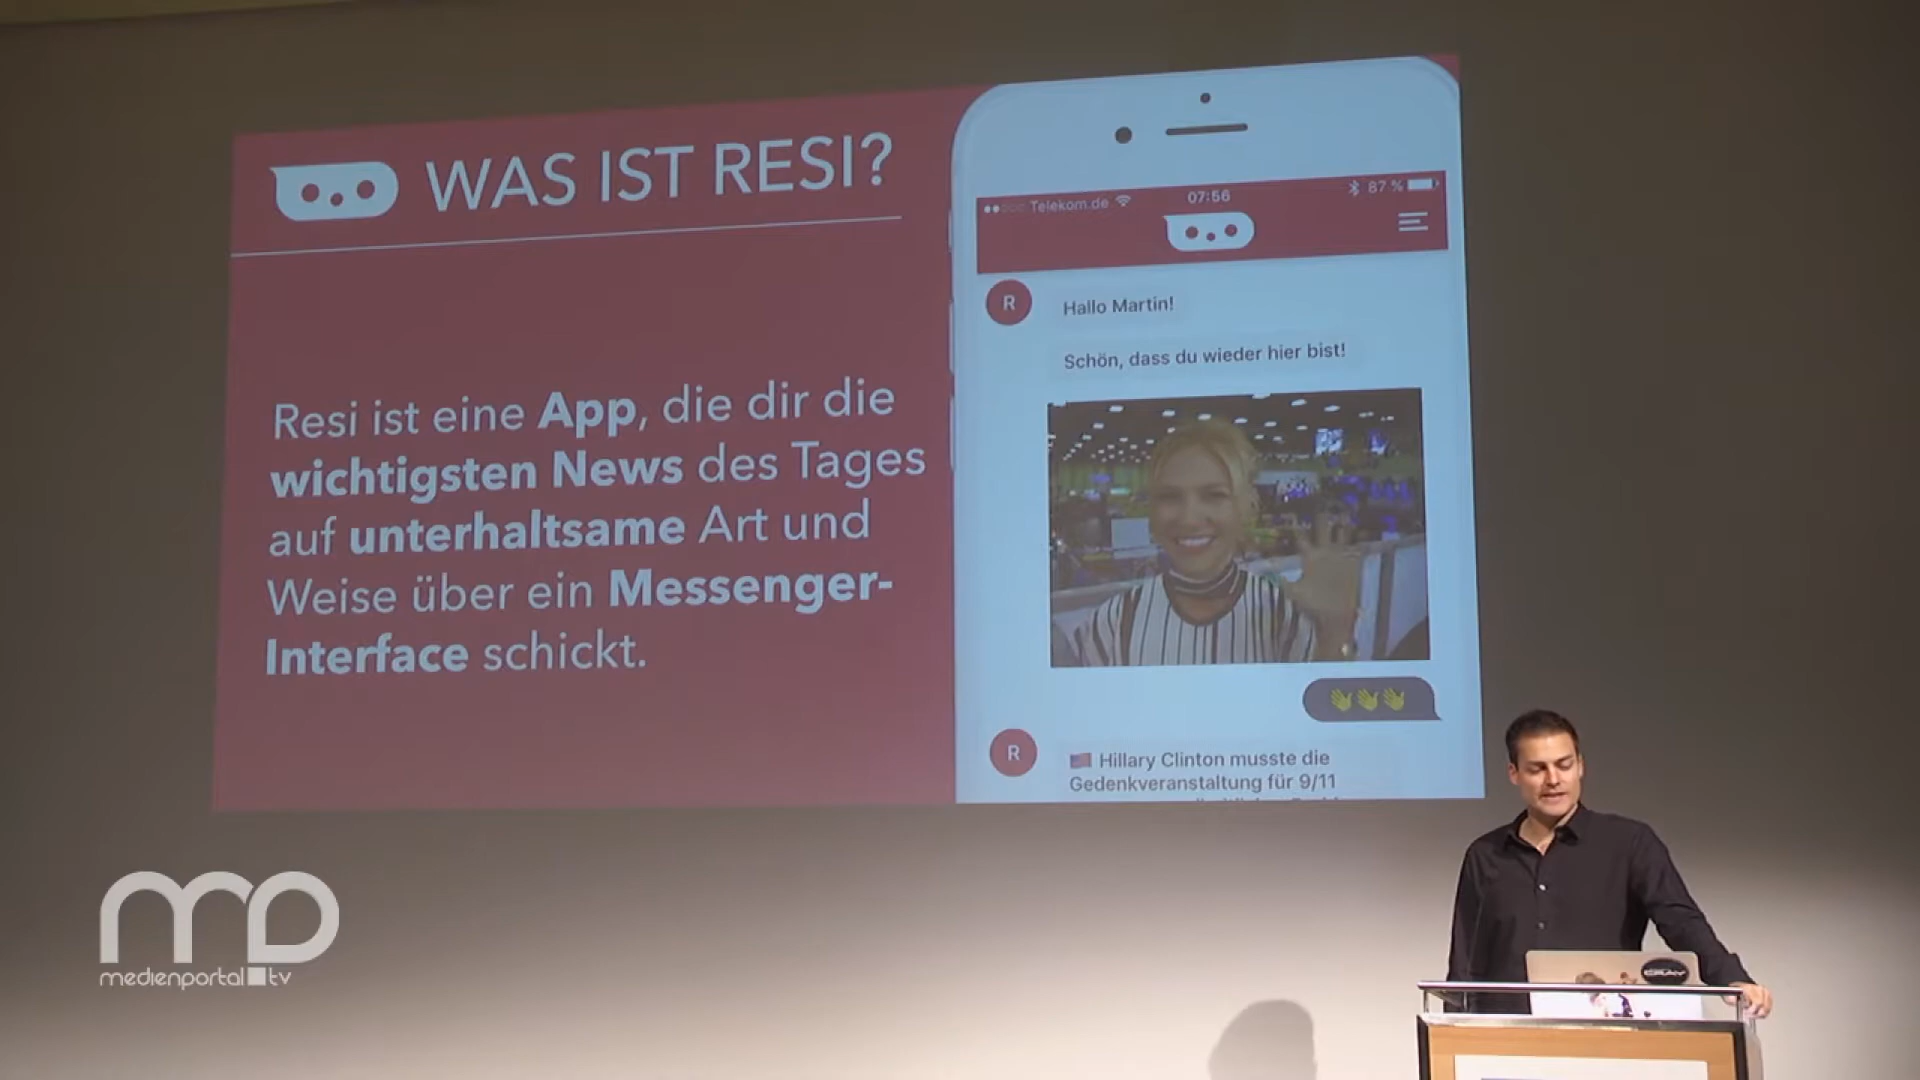 WAS IST RESI?
Resi ist eine App, die dir die
wichtigsten News des Tages
auf unterhaltsame Art und
Weise über ein Messenger-
Interface schickt.
Telekom.de
07:56
87 %
R
Hallo Martin!
Schön, dass du wieder hier bist!
R
Hillary Clinton musste die
Gedenkveranstaltung für 9/11
medienportal.tv
CRAY